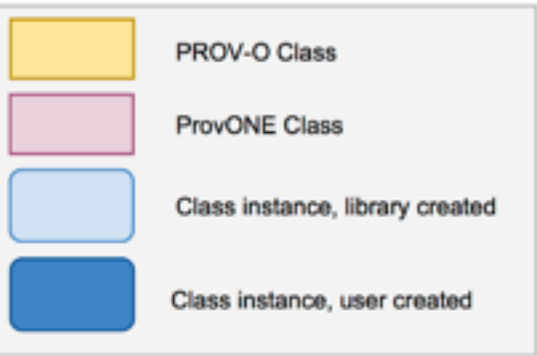 PROV-O Class
ProvONE Class
Class instance, library created
Class instance, user created